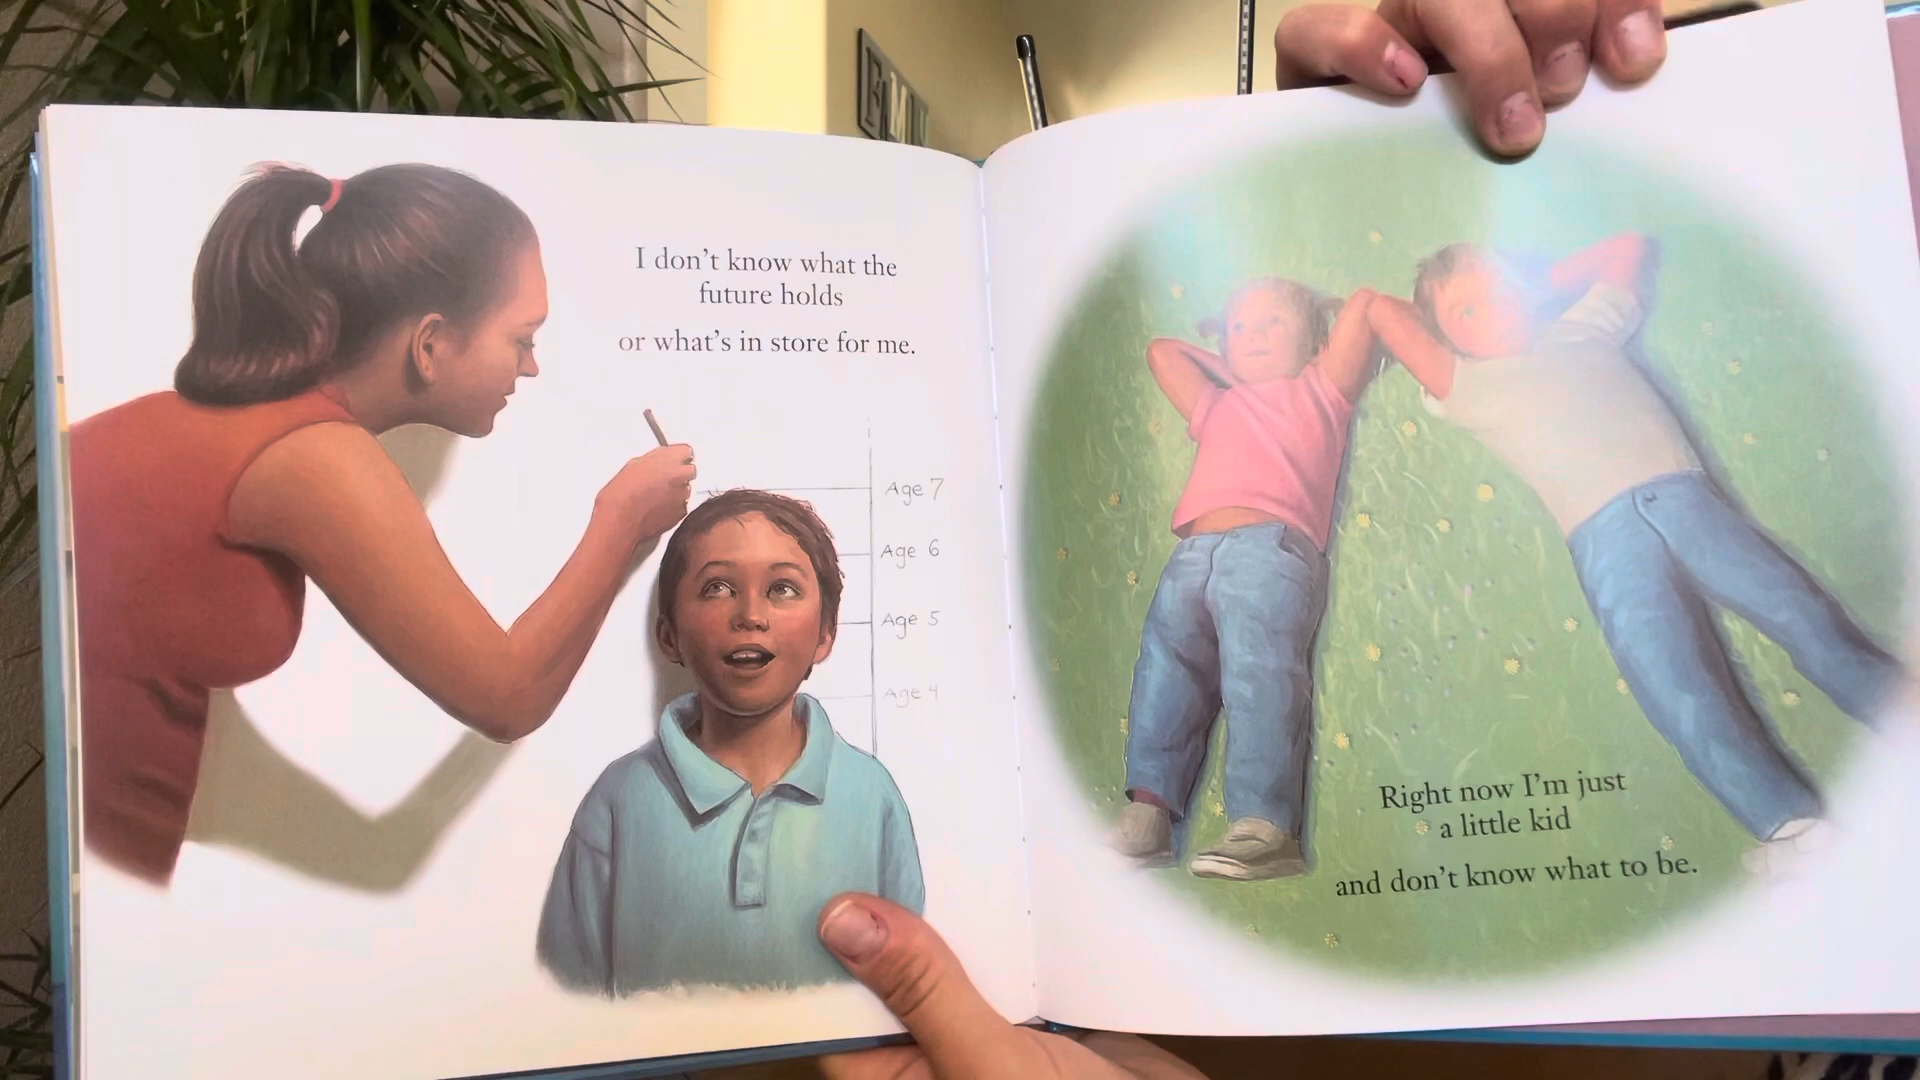 FAMIL
I don't know what the
future holds
or what's in store for me.
Age 7
Age 6
Age 5
Age 4
Right now I'm just
a little kid
and don't know what to be.